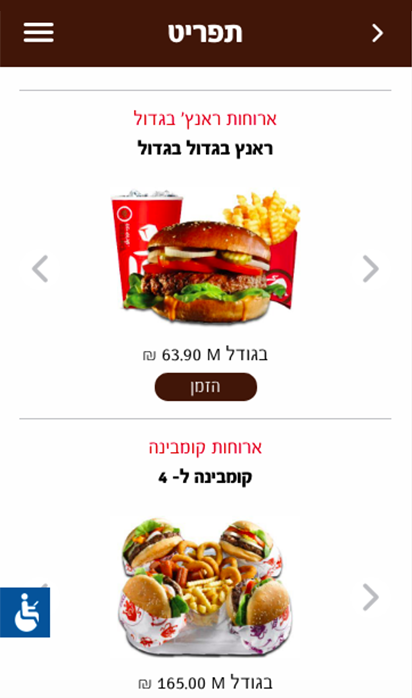 תפריט
ארוחות ראנץ' בגדול
ראנץ בגדול בגדול
בגודל M 63.90 ₪
הזמן
ארוחות קומבינה
קומבינה ל- 4
בגודל M 165.00 ₪